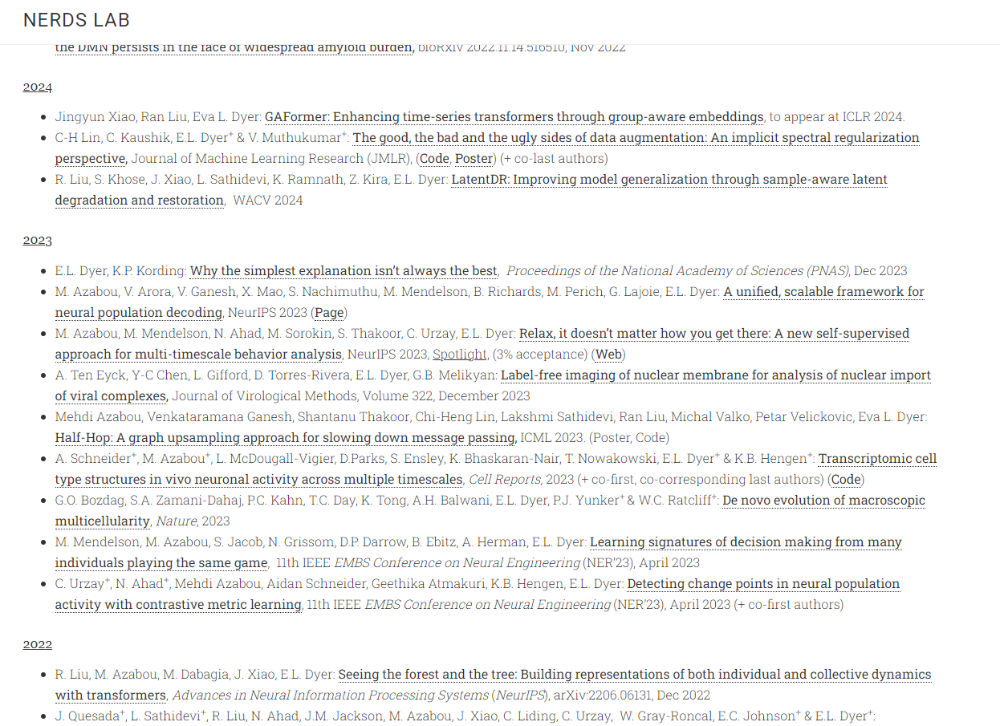 NERDS LAB
the DMN persists in the face of widespread amyloid burden, bioRxiv 2022.11.14.516510, Nov 2022
2024
Jingyun Xiao, Ran Liu, Eva L. Dyer: GAFormer: Enhancing time-series transformers through group-aware embeddings, to appear at ICLR 2024.
C-H Lin, C. Kaushik, E.L. Dyer+ & V. Muthukumar+: The good, the bad and the ugly sides of data augmentation: An implicit spectral regularization
perspective, Journal of Machine Learning Research (JMLR), (Code, Poster) (+ co-last authors)
R. Liu, S. Khose, J. Xiao, L. Sathidevi, K. Ramnath, Z. Kira, E.L. Dyer: LatentDR: Improving model generalization through sample-aware latent
degradation and restoration, WACV 2024
2023
E.L. Dyer, K.P. Kording: Why the simplest explanation isn't always the best, Proceedings of the National Academy of Sciences (PNAS), Dec 2023
M. Azabou, V. Arora, V. Ganesh, X. Mao, S. Nachimuthu, M. Mendelson, B. Richards, M. Perich, G. Lajoie, E.L. Dyer: A unified, scalable framework for
neural population decoding, NeurIPS 2023 (Page)
M. Azabou, M. Mendelson, N. Ahad, M. Sorokin, S. Thakoor, C. Urzay, E.L. Dyer: Relax, it doesn't matter how you get there: A new self-supervised
approach for multi-timescale behavior analysis, NeurIPS 2023, Spotlight, (3% acceptance) (Web)
A. Ten Eyck, Y-C Chen, L. Gifford, D. Torres-Rivera, E.L. Dyer, G.B. Melikyan: Label-free imaging of nuclear membrane for analysis of nuclear import
of viral complexes, Journal of Virological Methods, Volume 322, December 2023
Mehdi Azabou, Venkataramana Ganesh, Shantanu Thakoor, Chi-Heng Lin, Lakshmi Sathidevi, Ran Liu, Michal Valko, Petar Velickovic, Eva L. Dyer:
Half-Hop: A graph upsampling approach for slowing down message passing, ICML 2023. (Poster, Code)
A. Schneider+, M. Azabou+, L. McDougall-Vigier, D.Parks, S. Ensley, K. Bhaskaran-Nair, T. Nowakowski, E.L. Dyer+ & K.B. Hengen+: Transcriptomic cell
type structures in vivo neuronal activity across multiple timescales, Cell Reports, 2023 (+ co-first, co-corresponding last authors) (Code)
G.O. Bozdag, S.A. Zamani-Dahaj, P.C. Kahn, T.C. Day, K. Tong, A.H. Balwani, E.L. Dyer, P.J. Yunker+ & W.C. Ratcliff+: De novo evolution of macroscopic
multicellularity, Nature, 2023
M. Mendelson, M. Azabou, S. Jacob, N. Grissom, D.P. Darrow, B. Ebitz, A. Herman, E.L. Dyer: Learning signatures of decision making from many
individuals playing the same game, 11th IEEE EMBS Conference on Neural Engineering (NER'23), April 2023
C. Urzay+, N. Ahad+, Mehdi Azabou, Aidan Schneider, Geethika Atmakuri, K.B. Hengen, E.L. Dyer: Detecting change points in neural population
activity with contrastive metric learning, 11th IEEE EMBS Conference on Neural Engineering (NER'23), April 2023 (+ co-first authors)
2022
R. Liu, M. Azabou, M. Dabagia, J. Xiao, E.L. Dyer: Seeing the forest and the tree: Building representations of both individual and collective dynamics
with transformers, Advances in Neural Information Processing Systems (NeurIPS), arXiv:2206.06131, Dec 2022
J. Quesada+, L. Sathidevi+, R. Liu, N. Ahad, J.M. Jackson, M. Azabou, J. Xiao, C. Liding, C. Urzay, W. Gray-Roncal, E.C. Johnson+ & E.L. Dyer+: